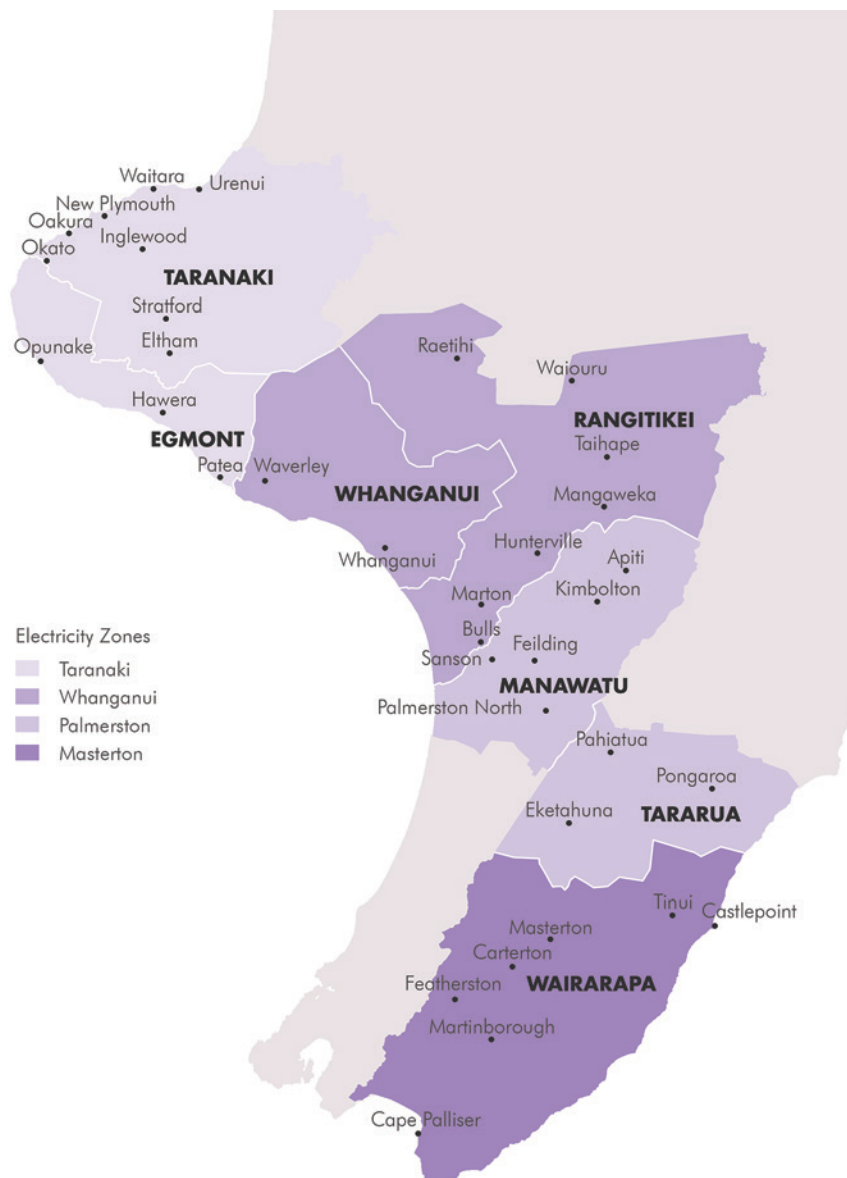 Waitara
Urenui
New Plymouth
Oakura
Inglewood
Okato
TARANAKI
Stratford
Opunake
Eltham
Raetihi
Waiouru
Hawera
RANGITIKEI
EGMONT
Taihape
Patea
Waverley
WHANGANUI
Mangaweka
Hunterville
Whanganui
Apiti
Kimbolton
Marton
Bulls
Feilding
Sanson
MANAWATU
Palmerston North
Electricity Zones
Taranaki
Whanganui
Palmerston
Masterton
Pahiatua
Pongaroa
Eketahuna
TARARUA
Tinui
Castlepoint
Masterton
Carterton
Featherston
WAIRARAPA
Martinborough
Cape Palliser